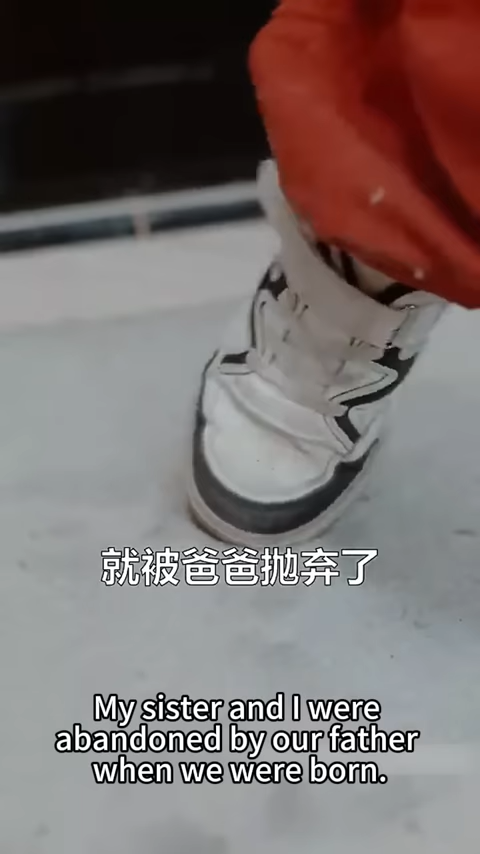 就被爸爸抛弃了
My sister and I were
abandoned by our father
when we were born.